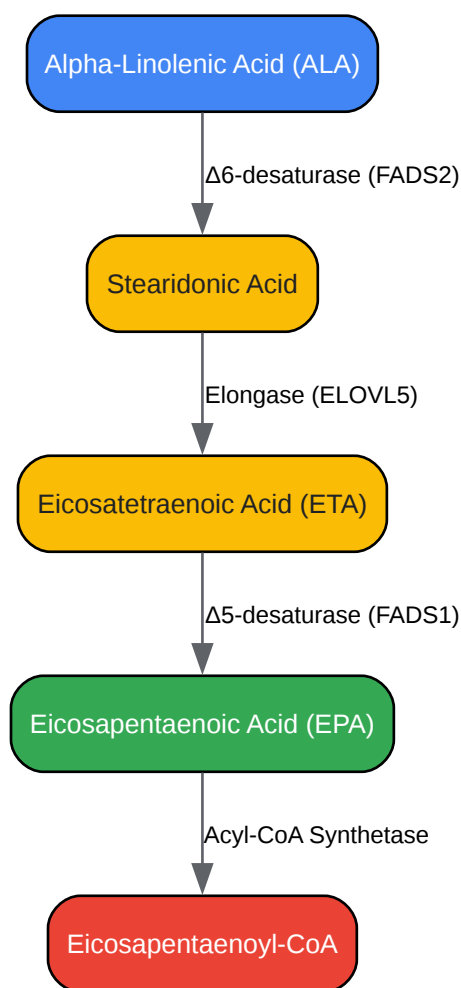 Alpha-Linolenic Acid (ALA)
Δ6-desaturase (FADS2)
Stearidonic Acid
Elongase (ELOVL5)
Eicosatetraenoic Acid (ETA)
Δ5-desaturase (FADS1)
Eicosapentaenoic Acid (EPA)
Acyl-CoA Synthetase
Eicosapentaenoyl-CoA